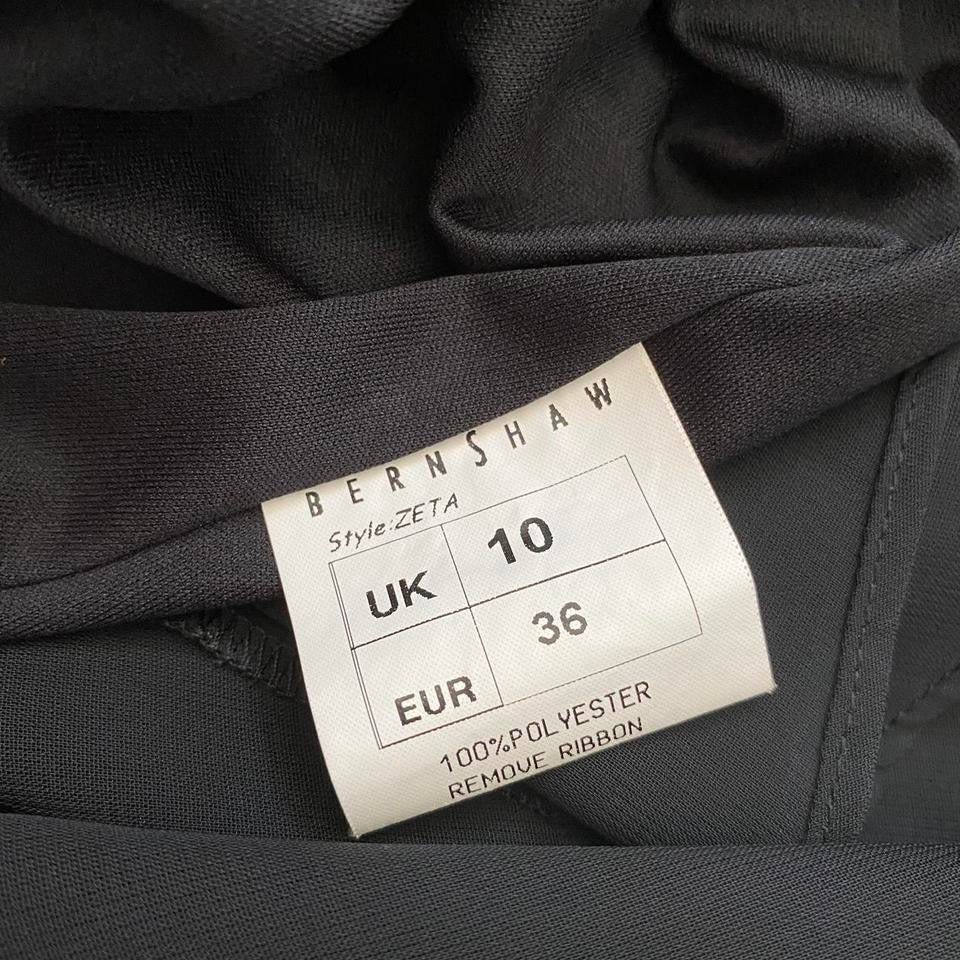 BERNSHAW
Style:ZETA
UK 10
EUR 36
100%POLYESTER
REMOVE RIBBON